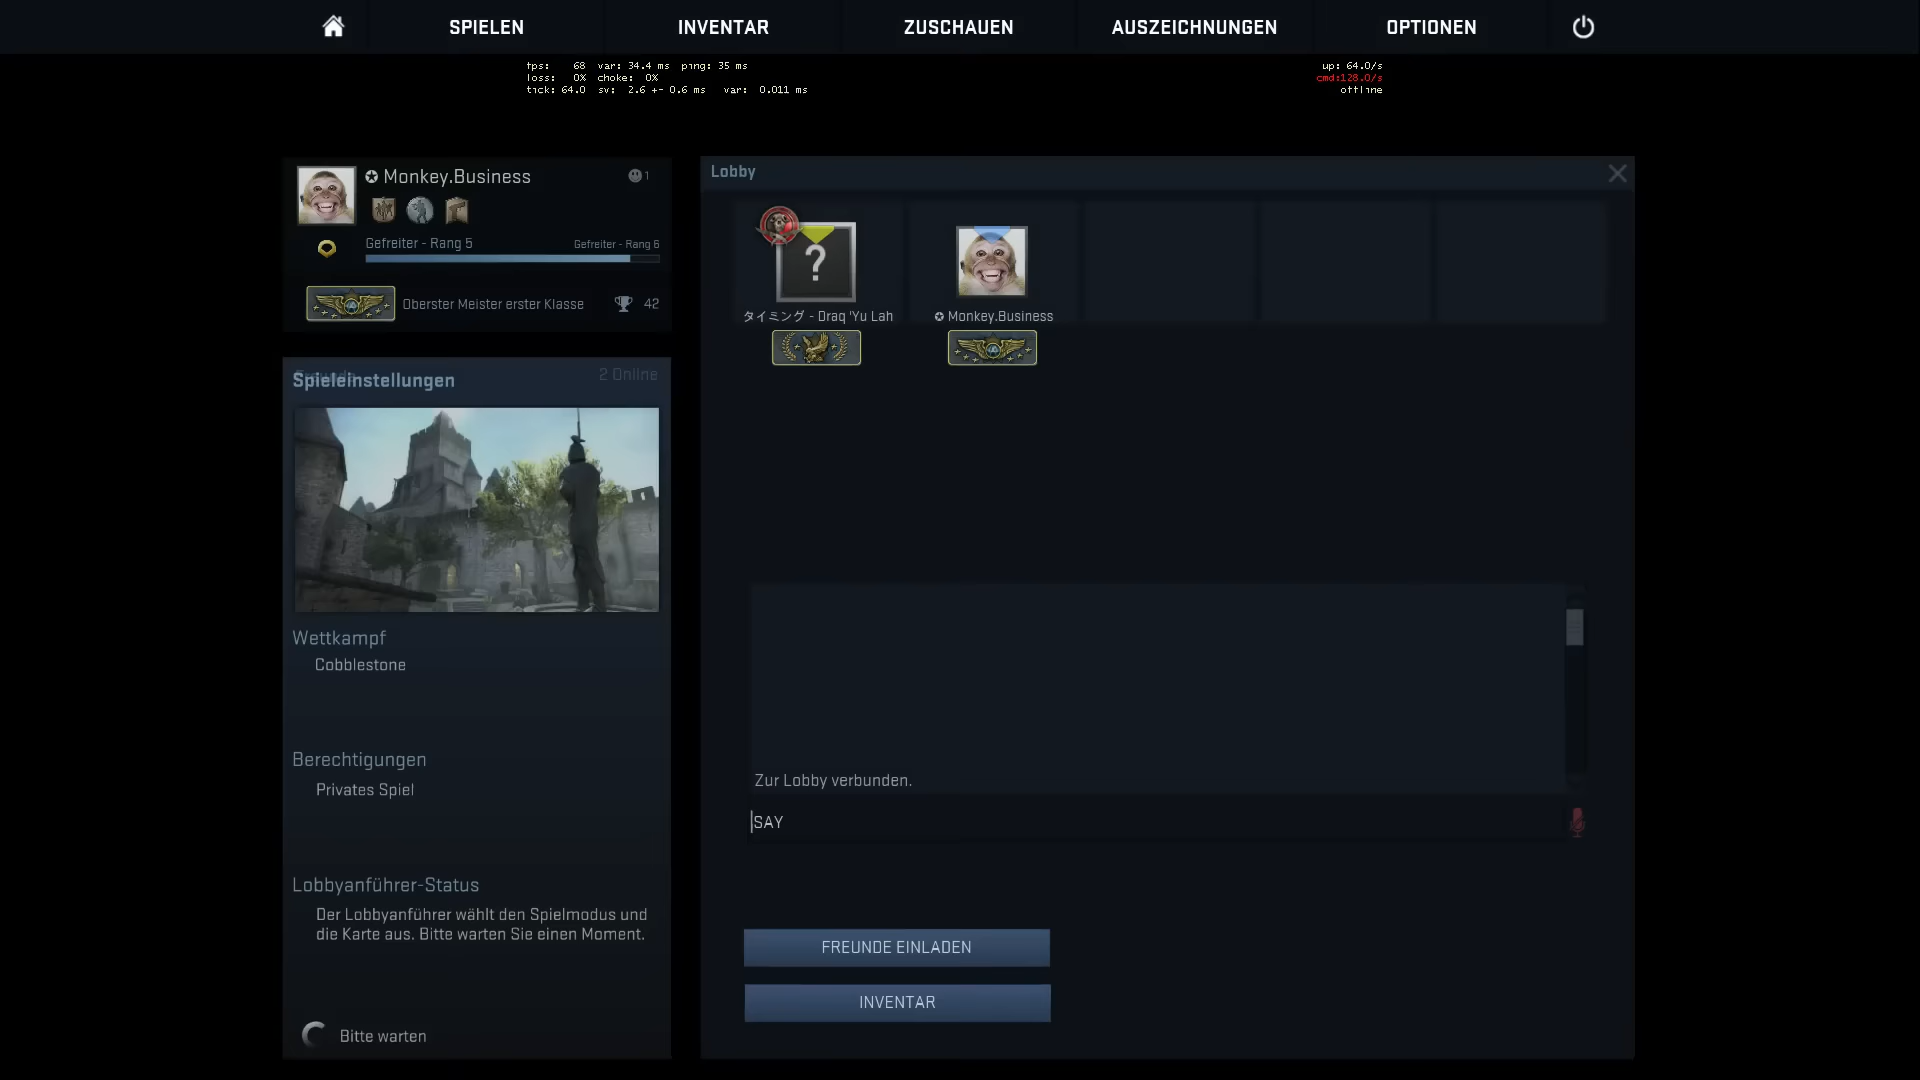 SPIELEN INVENTAR ZUSCHAUEN AUSZEICHNUNGEN OPTIONEN
fps: 68 var: 34.4 ms ping: 35 ms
loss: 0% choke: 0%
tick: 64.0 sv: 2.6 +- 0.6 ms var: 0.011 ms
up: 64.0/s
cmd:128.0/s
offline
Monkey.Business
1
Gefreiter - Rang 5
Gefreiter - Rang 6
Oberster Meister erster Klasse
42
Spieleinstellungen
2 Online
Wettkampf
Cobblestone
Berechtigungen
Privates Spiel
Lobbyanführer-Status
Der Lobbyanführer wählt den Spielmodus und
die Karte aus. Bitte warten Sie einen Moment.
Bitte warten
Lobby
?
タイミング - Draq 'Yu Lah
Monkey.Business
Zur Lobby verbunden.
SAY
FREUNDE EINLADEN
INVENTAR